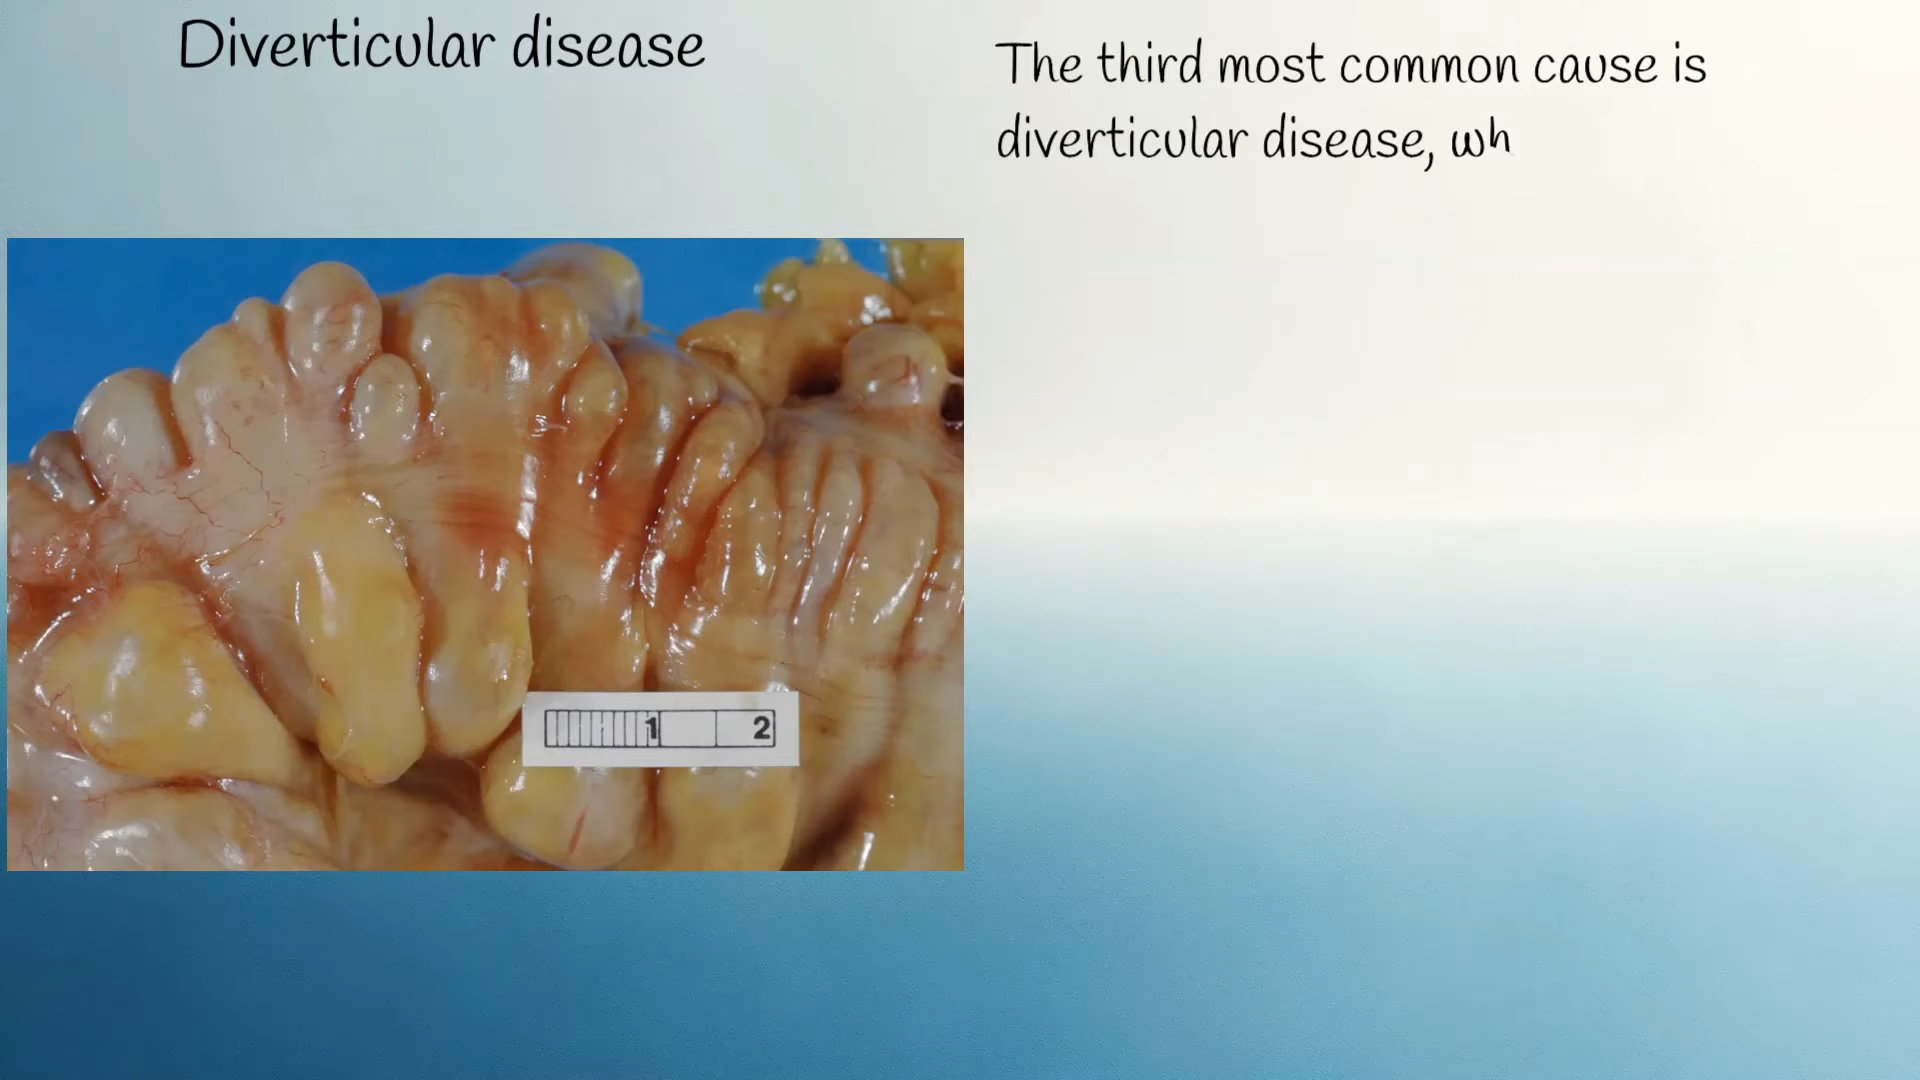 Diverticular disease
The third most common cause is
diverticular disease, wh
1 2